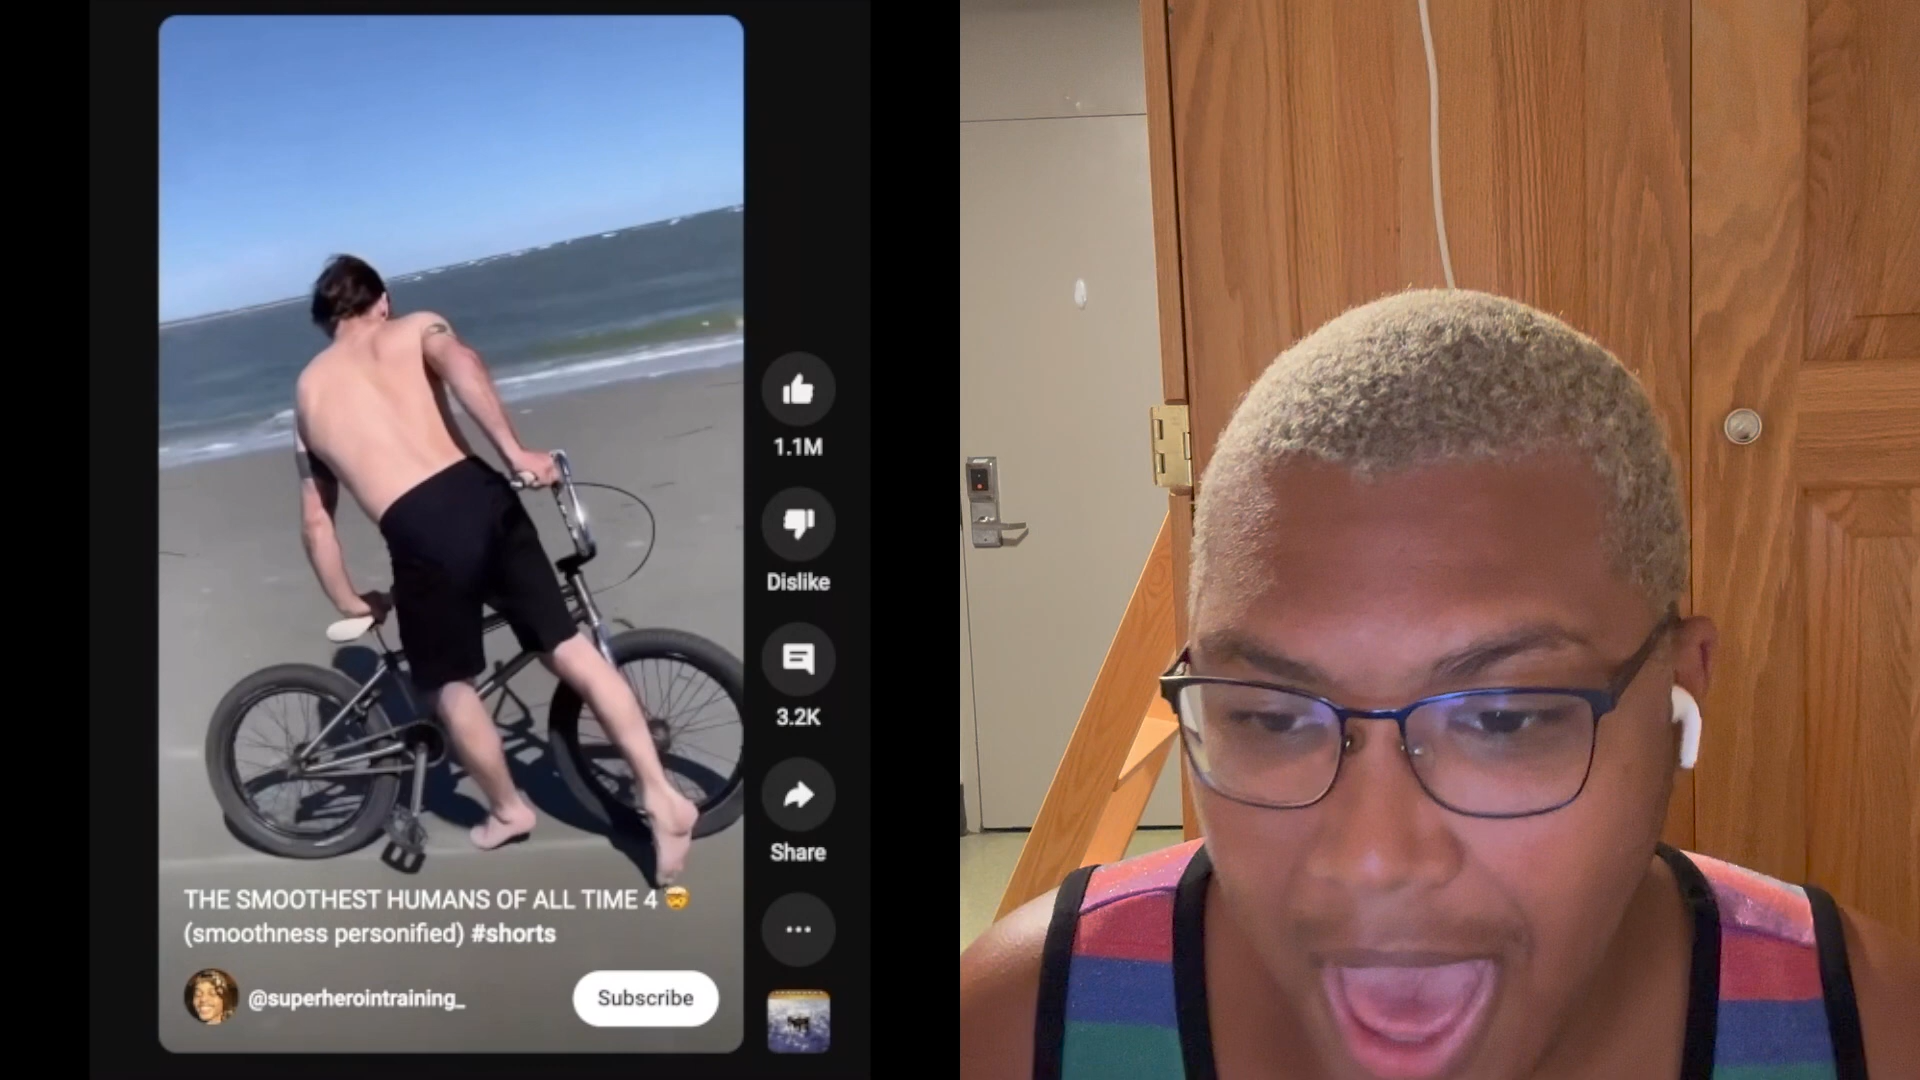 1.1M
Dislike
3.2K
Share
THE SMOOTHEST HUMANS OF ALL TIME 4 🤯
(smoothness personified) #shorts
@superherointraining_
Subscribe